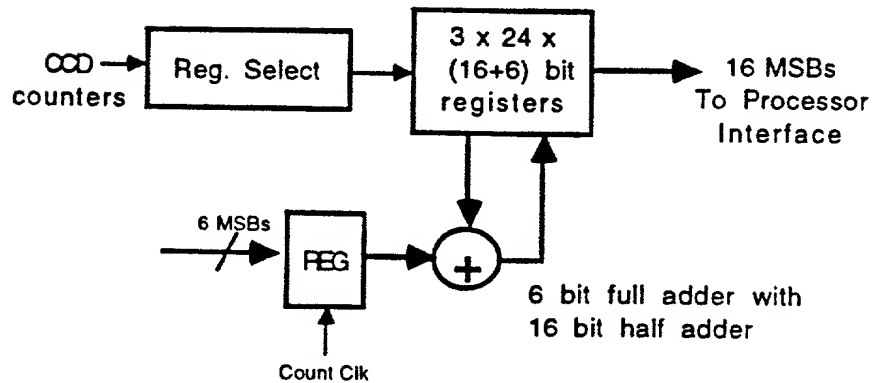 CCD
counters
Reg. Select
3 x 24 x
(16+6) bit
registers
16 MSBs
To Processor
Interface
6 MSBs
REG
6 bit full adder with
16 bit half adder
+
Count Clk